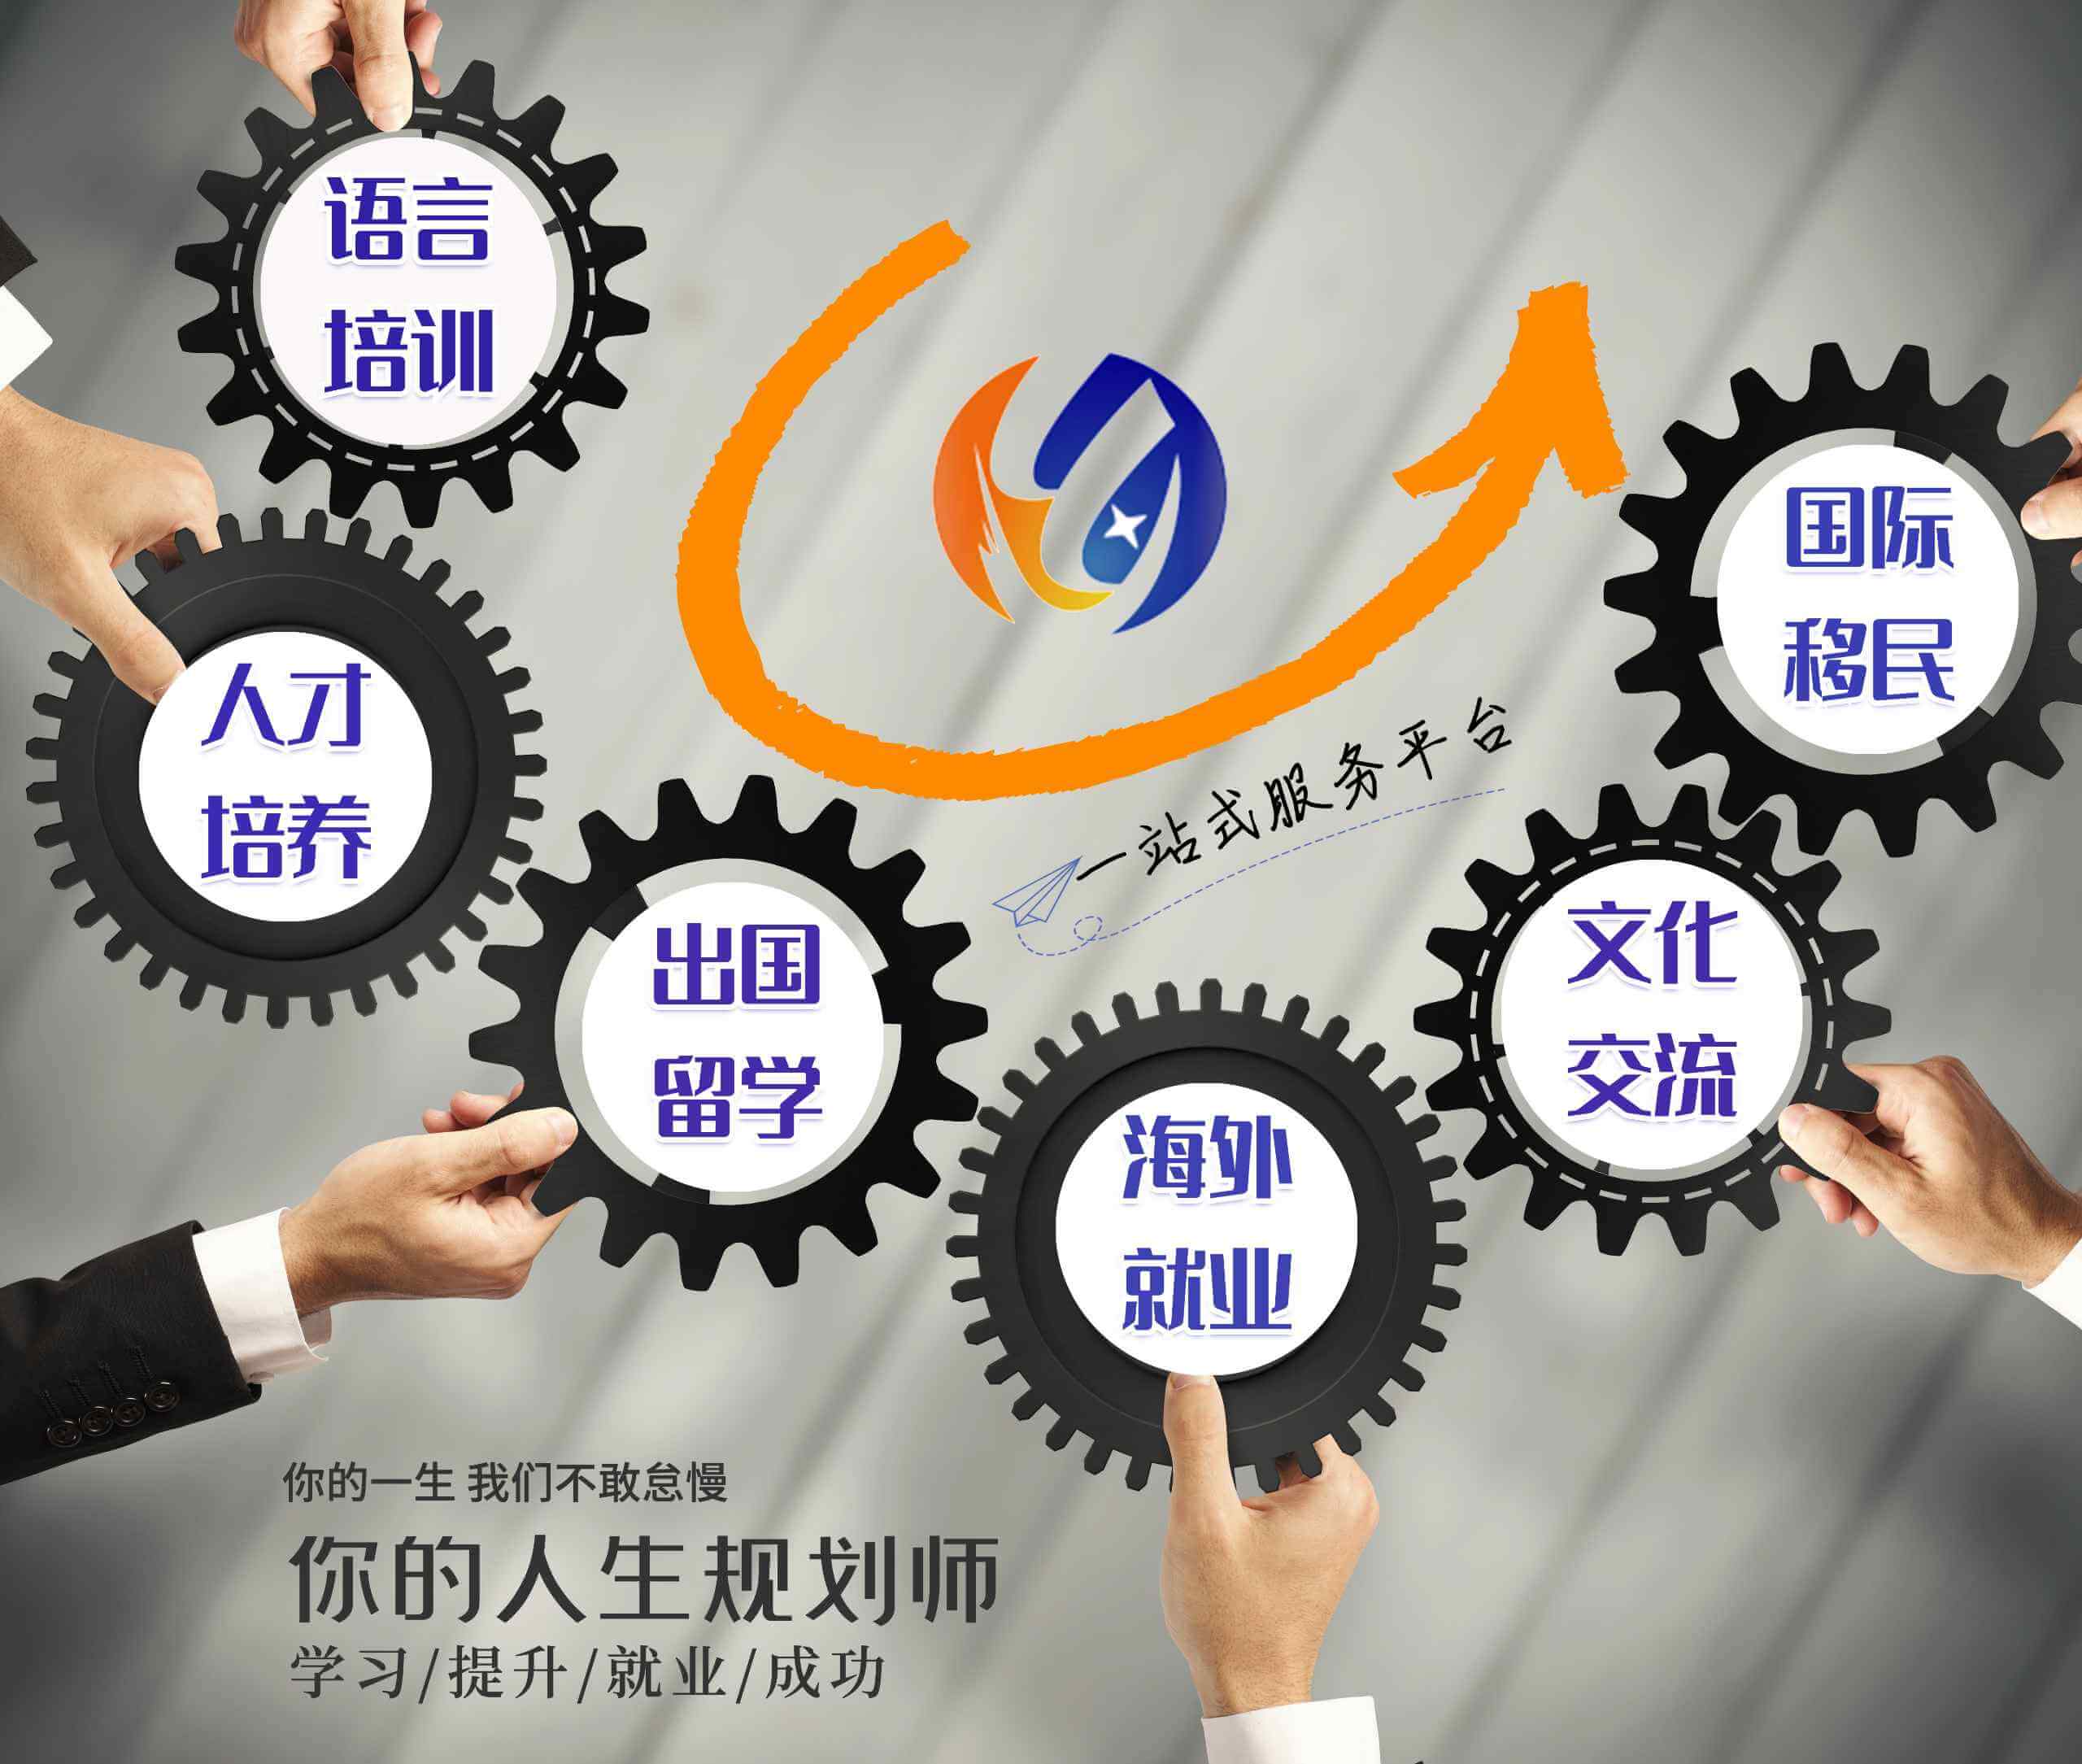 语言
培训
人才
培养
出国
留学
海外
就业
文化
交流
国际
移民
一站式服务平台
你的一生 我们不敢怠慢
你的人生规划师
学习/提升/就业/成功